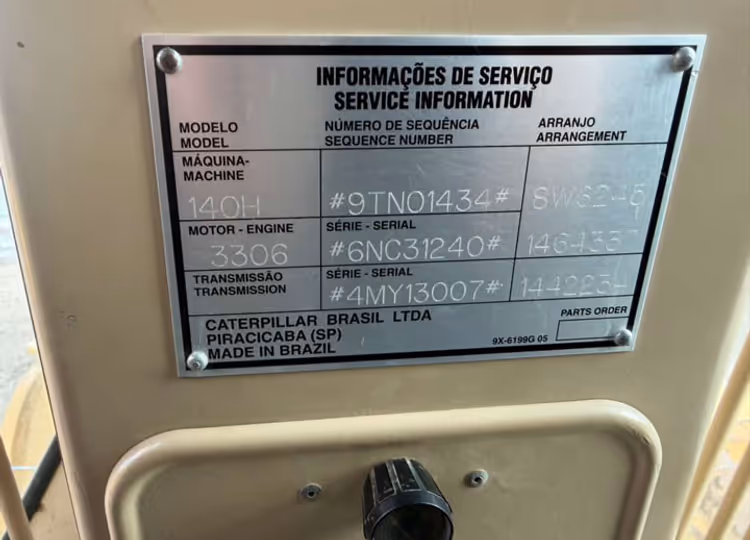 INFORMAÇÕES DE SERVIÇO
SERVICE INFORMATION
MODELO
MODEL
NÚMERO DE SEQUÊNCIA
SEQUENCE NUMBER
ARRANJO
ARRANGEMENT
MÁQUINA-
MACHINE
140H
#9TN01434#
MOTOR - ENGINE
3306
SÉRIE - SERIAL
#6NC31240#
TRANSMISSÃO
TRANSMISSION
SÉRIE - SERIAL
#4MY13007#
CATERPILLAR BRASIL LTDA
PIRACICABA (SP)
MADE IN BRAZIL
9X-6199G 05
PARTS ORDER